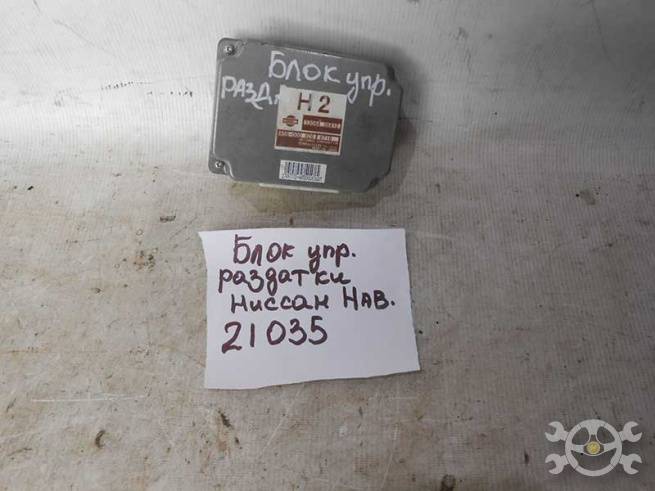 Блок упр.
разд
H 2
Блок упр.
раздатки
Ниссан Нав.
21035